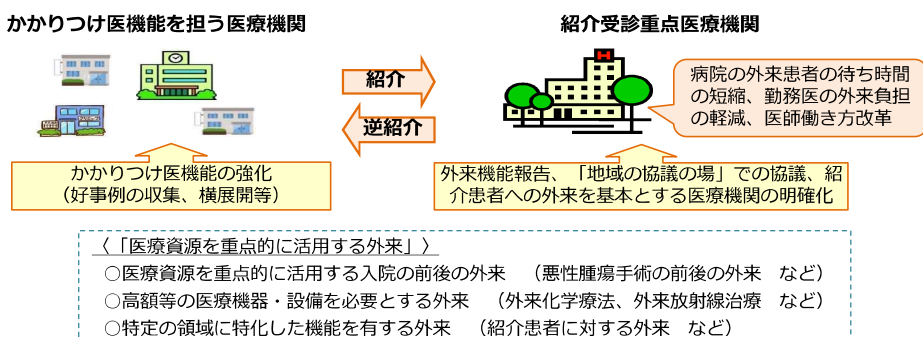 かかりつけ医機能を担う医療機関
紹介受診重点医療機関
紹介
逆紹介
H
病院の外来患者の待ち時間
の短縮、勤務医の外来負担
の軽減、医師働き方改革
かかりつけ医機能の強化
（好事例の収集、横展開等）
外来機能報告、「地域の協議の場」での協議、紹
介患者への外来を基本とする医療機関の明確化
〈「医療資源を重点的に活用する外来」〉
○医療資源を重点的に活用する入院の前後の外来　（悪性腫瘍手術の前後の外来　など）
○高額等の医療機器・設備を必要とする外来　（外来化学療法、外来放射線治療　など）
○特定の領域に特化した機能を有する外来　（紹介患者に対する外来　など）